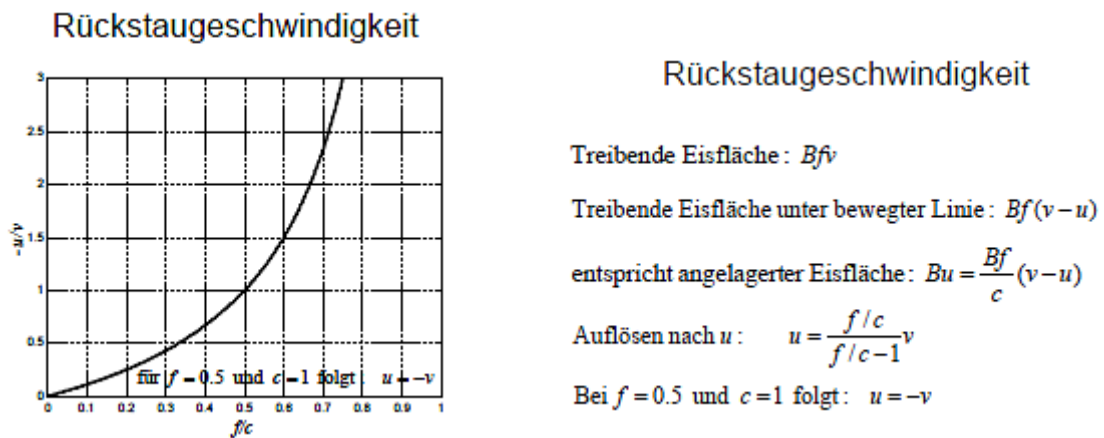 Rückstaugeschwindigkeit
3
2.5
2
1.5
1
0.5
0
-u/v
für f = 0.5 und c = 1 folgt: u = -v
0 0.1 0.2 0.3 0.4 0.5 0.6 0.7 0.8 0.9 1
f/c
Rückstaugeschwindigkeit
Treibende Eisfläche: Bfv
Treibende Eisfläche unter bewegter Linie: Bf(v-u)
entspricht angelagerter Eisfläche: Bu = Bf/c (v-u)
Auflösen nach u: u = (f/c)/(f/c-1) v
Bei f = 0.5 und c = 1 folgt: u = -v